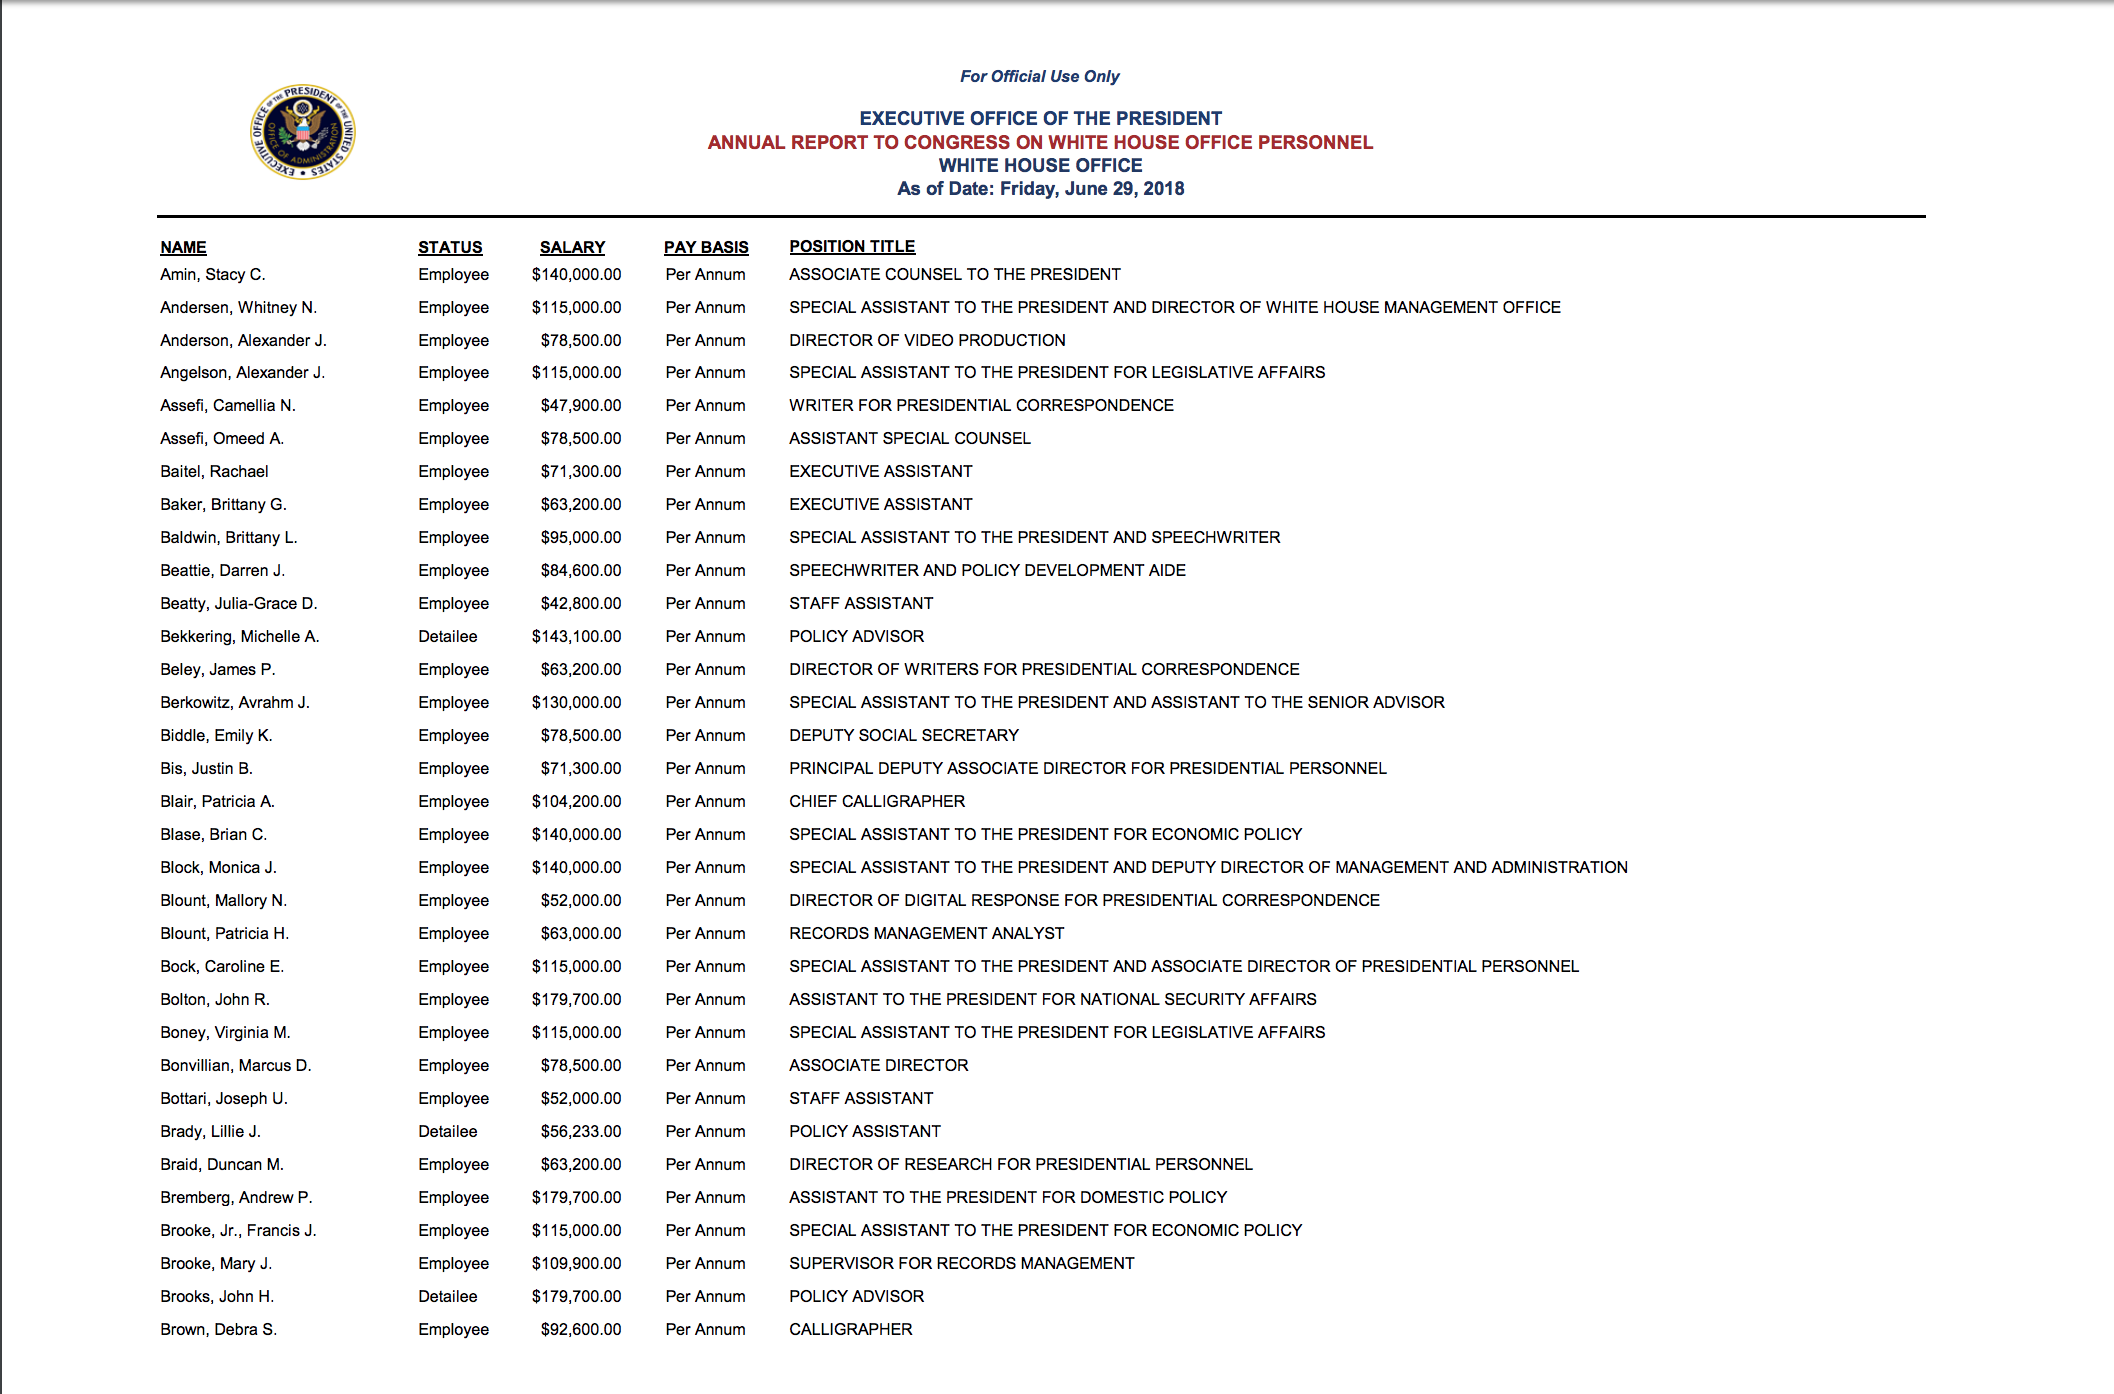 For Official Use Only
EXECUTIVE OFFICE OF THE PRESIDENT
ANNUAL REPORT TO CONGRESS ON WHITE HOUSE OFFICE PERSONNEL
WHITE HOUSE OFFICE
As of Date: Friday, June 29, 2018
EXECUTIVE OFFICE OF THE PRESIDENT OF THE UNITED STATES
OFFICE OF ADMINISTRATION
NAME STATUS SALARY PAY BASIS POSITION TITLE
Amin, Stacy C. Employee $140,000.00 Per Annum ASSOCIATE COUNSEL TO THE PRESIDENT
Andersen, Whitney N. Employee $115,000.00 Per Annum SPECIAL ASSISTANT TO THE PRESIDENT AND DIRECTOR OF WHITE HOUSE MANAGEMENT OFFICE
Anderson, Alexander J. Employee $78,500.00 Per Annum DIRECTOR OF VIDEO PRODUCTION
Angelson, Alexander J. Employee $115,000.00 Per Annum SPECIAL ASSISTANT TO THE PRESIDENT FOR LEGISLATIVE AFFAIRS
Assefi, Camellia N. Employee $47,900.00 Per Annum WRITER FOR PRESIDENTIAL CORRESPONDENCE
Assefi, Omeed A. Employee $78,500.00 Per Annum ASSISTANT SPECIAL COUNSEL
Baitel, Rachael Employee $71,300.00 Per Annum EXECUTIVE ASSISTANT
Baker, Brittany G. Employee $63,200.00 Per Annum EXECUTIVE ASSISTANT
Baldwin, Brittany L. Employee $95,000.00 Per Annum SPECIAL ASSISTANT TO THE PRESIDENT AND SPEECHWRITER
Beattie, Darren J. Employee $84,600.00 Per Annum SPEECHWRITER AND POLICY DEVELOPMENT AIDE
Beatty, Julia-Grace D. Employee $42,800.00 Per Annum STAFF ASSISTANT
Bekkering, Michelle A. Detailee $143,100.00 Per Annum POLICY ADVISOR
Beley, James P. Employee $63,200.00 Per Annum DIRECTOR OF WRITERS FOR PRESIDENTIAL CORRESPONDENCE
Berkowitz, Avrahm J. Employee $130,000.00 Per Annum SPECIAL ASSISTANT TO THE PRESIDENT AND ASSISTANT TO THE SENIOR ADVISOR
Biddle, Emily K. Employee $78,500.00 Per Annum DEPUTY SOCIAL SECRETARY
Bis, Justin B. Employee $71,300.00 Per Annum PRINCIPAL DEPUTY ASSOCIATE DIRECTOR FOR PRESIDENTIAL PERSONNEL
Blair, Patricia A. Employee $104,200.00 Per Annum CHIEF CALLIGRAPHER
Blase, Brian C. Employee $140,000.00 Per Annum SPECIAL ASSISTANT TO THE PRESIDENT FOR ECONOMIC POLICY
Block, Monica J. Employee $140,000.00 Per Annum SPECIAL ASSISTANT TO THE PRESIDENT AND DEPUTY DIRECTOR OF MANAGEMENT AND ADMINISTRATION
Blount, Mallory N. Employee $52,000.00 Per Annum DIRECTOR OF DIGITAL RESPONSE FOR PRESIDENTIAL CORRESPONDENCE
Blount, Patricia H. Employee $63,000.00 Per Annum RECORDS MANAGEMENT ANALYST
Bock, Caroline E. Employee $115,000.00 Per Annum SPECIAL ASSISTANT TO THE PRESIDENT AND ASSOCIATE DIRECTOR OF PRESIDENTIAL PERSONNEL
Bolton, John R. Employee $179,700.00 Per Annum ASSISTANT TO THE PRESIDENT FOR NATIONAL SECURITY AFFAIRS
Boney, Virginia M. Employee $115,000.00 Per Annum SPECIAL ASSISTANT TO THE PRESIDENT FOR LEGISLATIVE AFFAIRS
Bonvillian, Marcus D. Employee $78,500.00 Per Annum ASSOCIATE DIRECTOR
Bottari, Joseph U. Employee $52,000.00 Per Annum STAFF ASSISTANT
Brady, Lillie J. Detailee $56,233.00 Per Annum POLICY ASSISTANT
Braid, Duncan M. Employee $63,200.00 Per Annum DIRECTOR OF RESEARCH FOR PRESIDENTIAL PERSONNEL
Bremberg, Andrew P. Employee $179,700.00 Per Annum ASSISTANT TO THE PRESIDENT FOR DOMESTIC POLICY
Brooke, Jr., Francis J. Employee $115,000.00 Per Annum SPECIAL ASSISTANT TO THE PRESIDENT FOR ECONOMIC POLICY
Brooke, Mary J. Employee $109,900.00 Per Annum SUPERVISOR FOR RECORDS MANAGEMENT
Brooks, John H. Detailee $179,700.00 Per Annum POLICY ADVISOR
Brown, Debra S. Employee $92,600.00 Per Annum CALLIGRAPHER